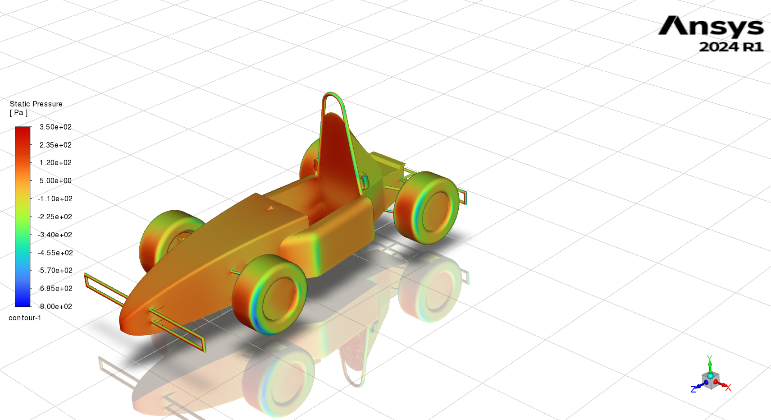 Ansys
2024 R1
Static Pressure
[ Pa ]
3.50e+02
2.35e+02
1.20e+02
5.00e+00
-1.10e+02
-2.25e+02
-3.40e+02
-4.55e+02
-5.70e+02
-6.85e+02
-8.00e+02
contour-1
Y
Z
X